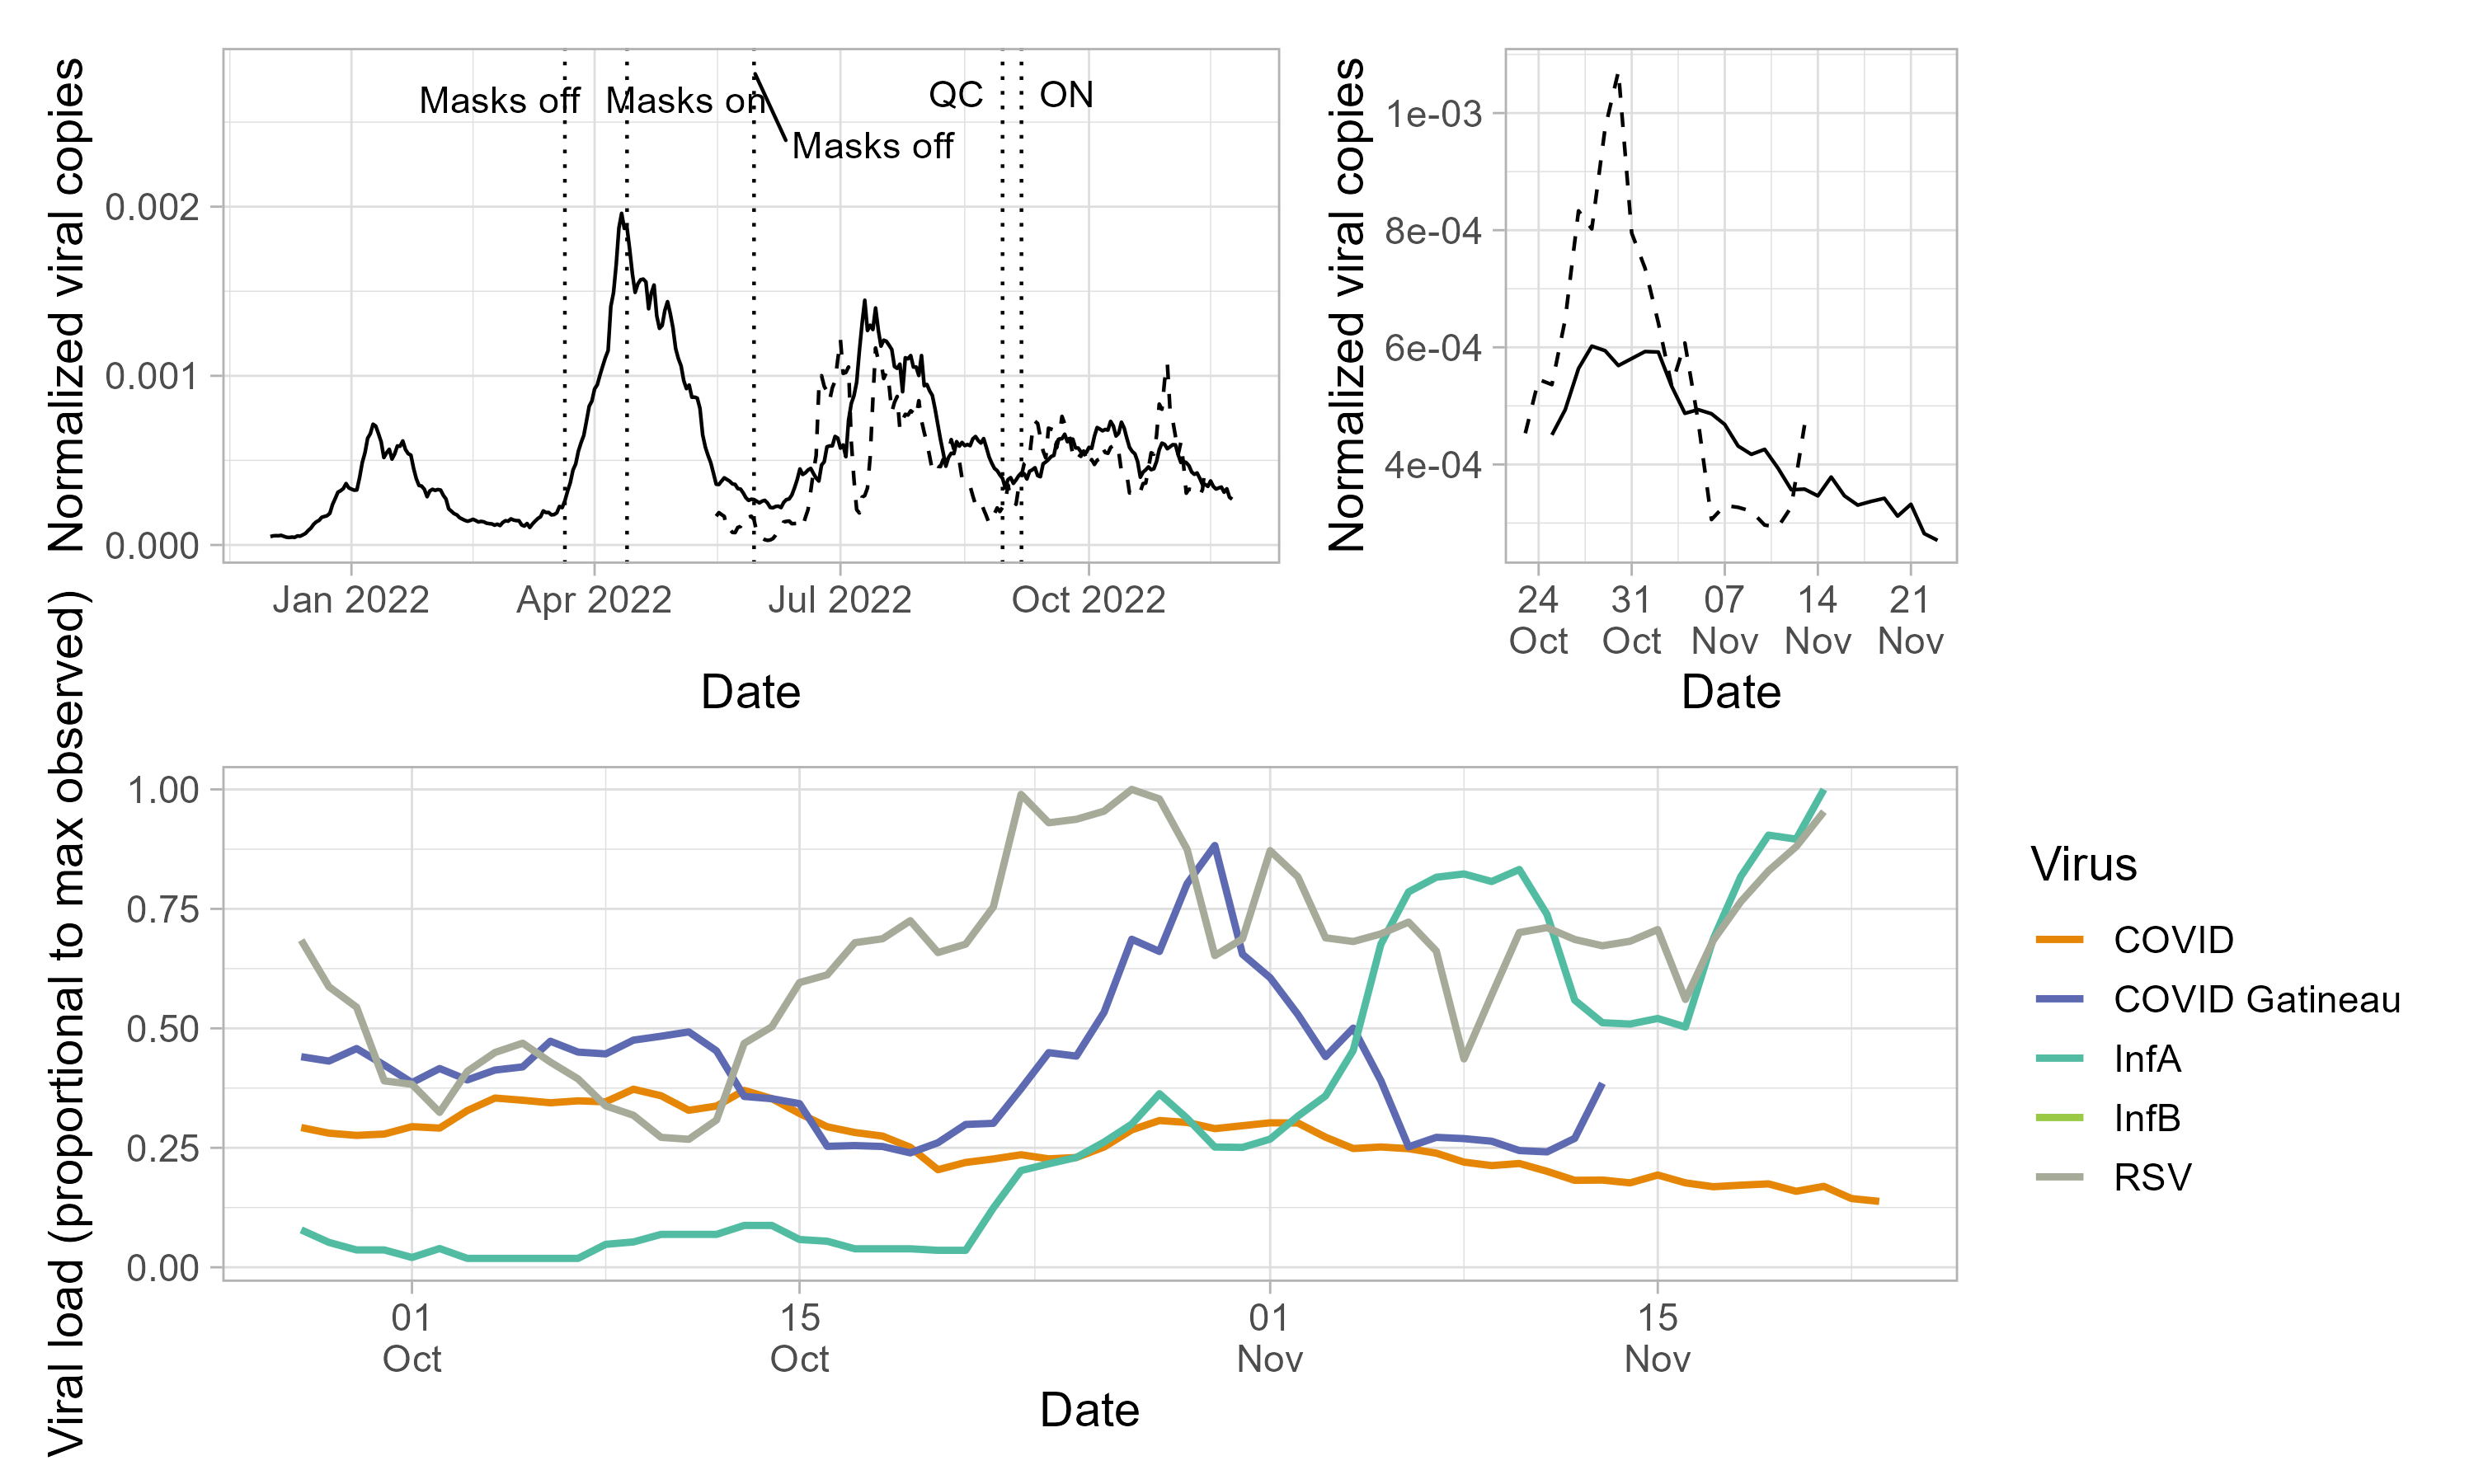 Normalized viral copies
Masks off
Masks on
QC
ON
Masks off
0.002
0.001
0.000
Jan 2022
Apr 2022
Jul 2022
Oct 2022
Date
Normalized viral copies
1e-03
8e-04
6e-04
4e-04
24
Oct
31
Oct
07
Nov
14
Nov
21
Nov
Date
Viral load (proportional to max observed)
1.00
0.75
0.50
0.25
0.00
01
Oct
15
Oct
01
Nov
15
Nov
Date
Virus
COVID
COVID Gatineau
InfA
InfB
RSV